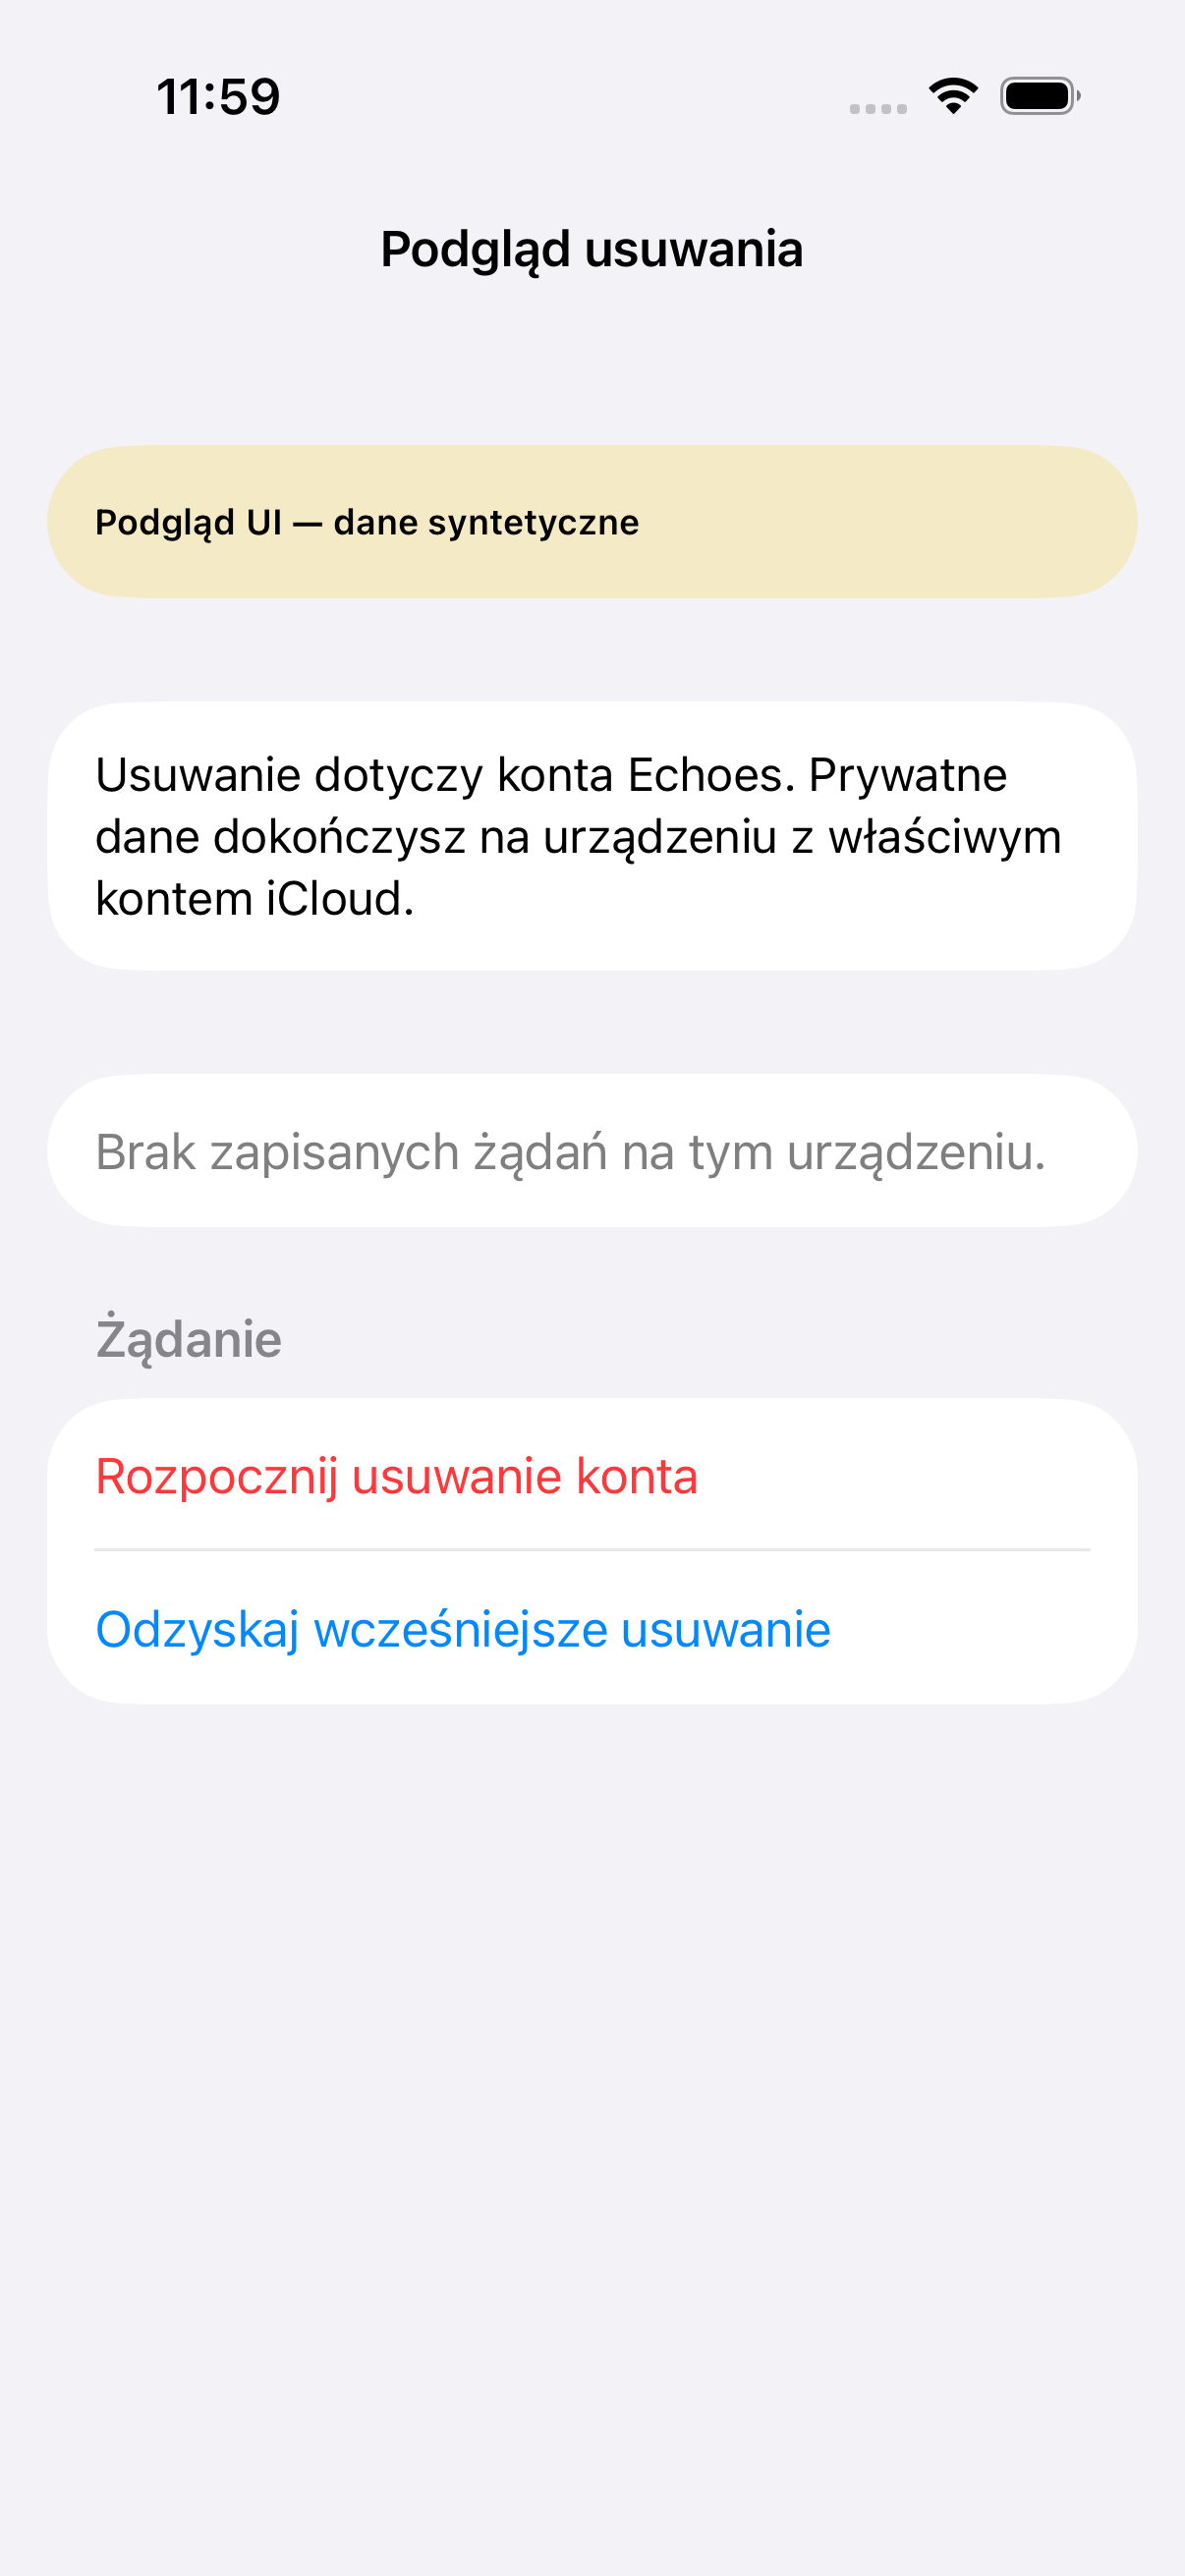 11:59
Podgląd usuwania
Podgląd UI — dane syntetyczne
Usuwanie dotyczy konta Echoes. Prywatne
dane dokończysz na urządzeniu z właściwym
kontem iCloud.
Brak zapisanych żądań na tym urządzeniu.
Żądanie
Rozpocznij usuwanie konta
Odzyskaj wcześniejsze usuwanie